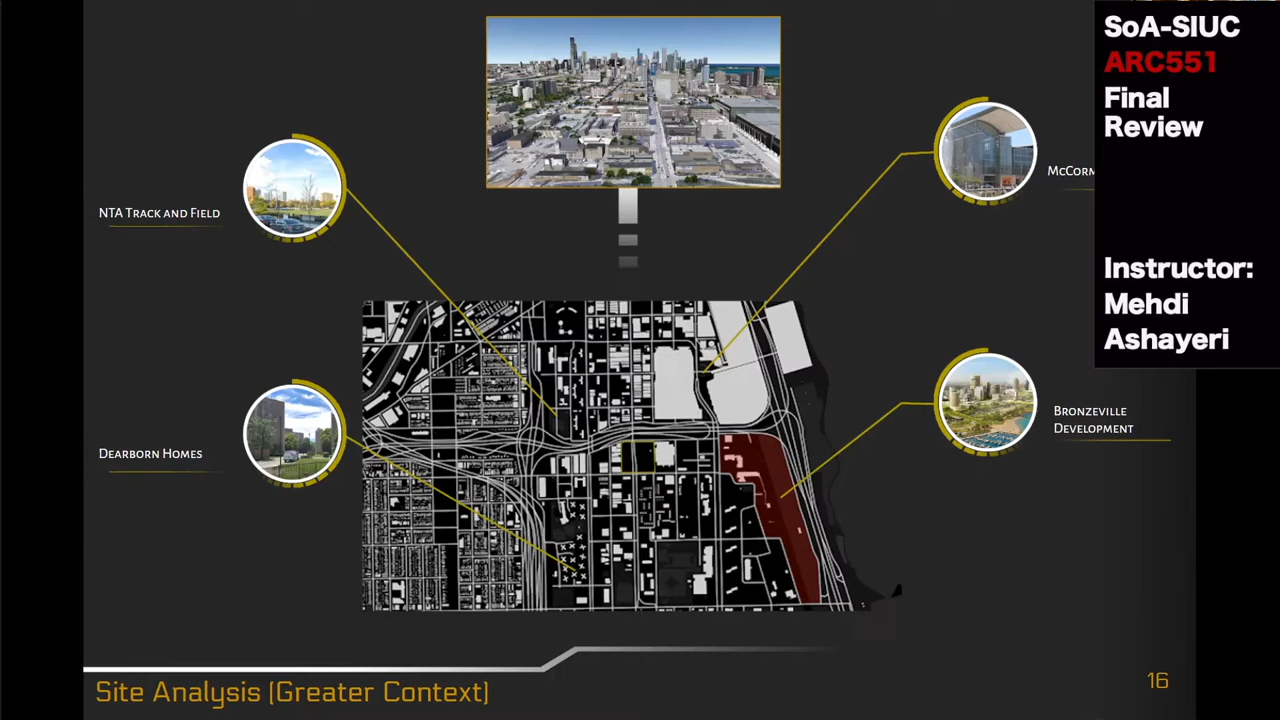 SoA-SIUC
ARC551
Final
Review
Instructor:
Mehdi
Ashayeri
NTA Track and Field
McCorm
Dearborn Homes
Bronzeville
Development
Site Analysis (Greater Context)
16